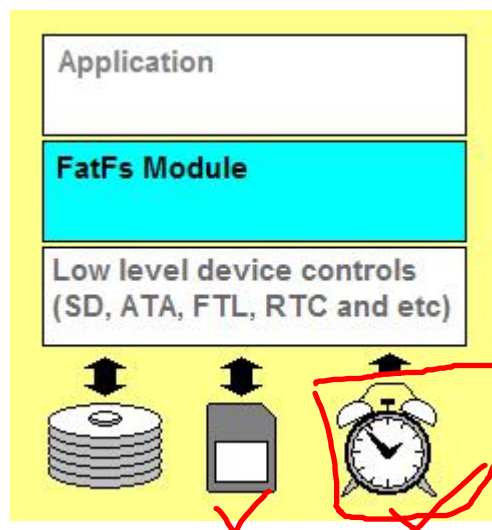 Application
FatFs Module
Low level device controls
(SD, ATA, FTL, RTC and etc)